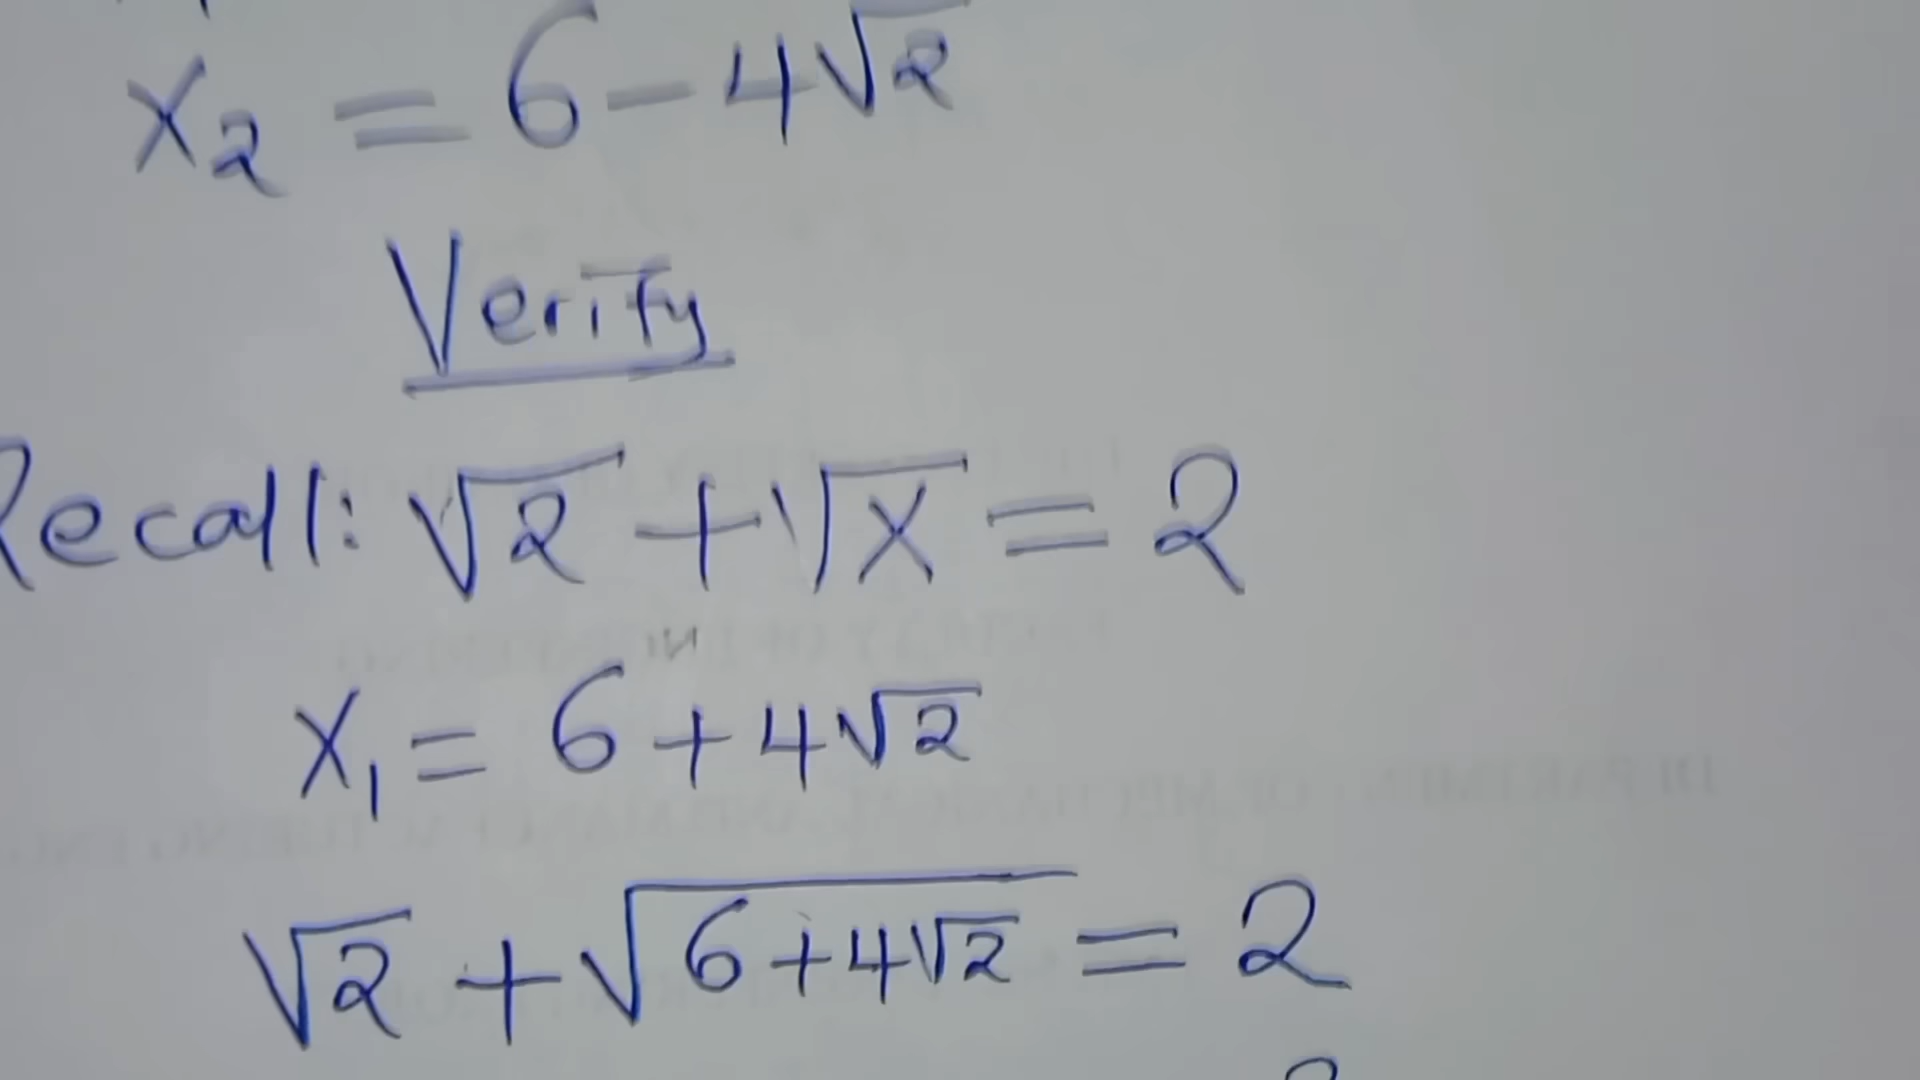 x₂ = 6 - 4√2
Verify
Recall: √2 + √x = 2
x₁ = 6 + 4√2
√2 + √(6 + 4√2) = 2